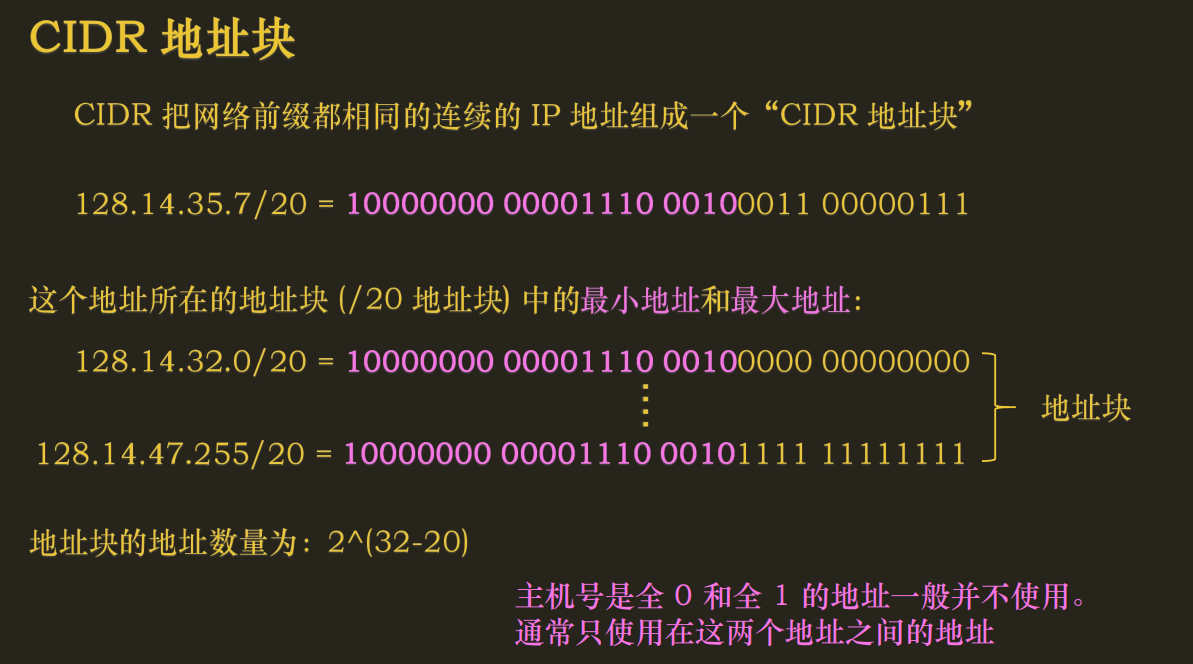 CIDR 地址块
CIDR 把网络前缀都相同的连续的 IP 地址组成一个“CIDR 地址块”
128.14.35.7/20 = 10000000 00001110 00100011 00000111
这个地址所在的地址块 (/20 地址块) 中的最小地址和最大地址：
128.14.32.0/20 = 10000000 00001110 00100000 00000000
地址块
128.14.47.255/20 = 10000000 00001110 00101111 11111111
地址块的地址数量为：2^(32-20)
主机号是全 0 和全 1 的地址一般并不使用。
通常只使用在这两个地址之间的地址